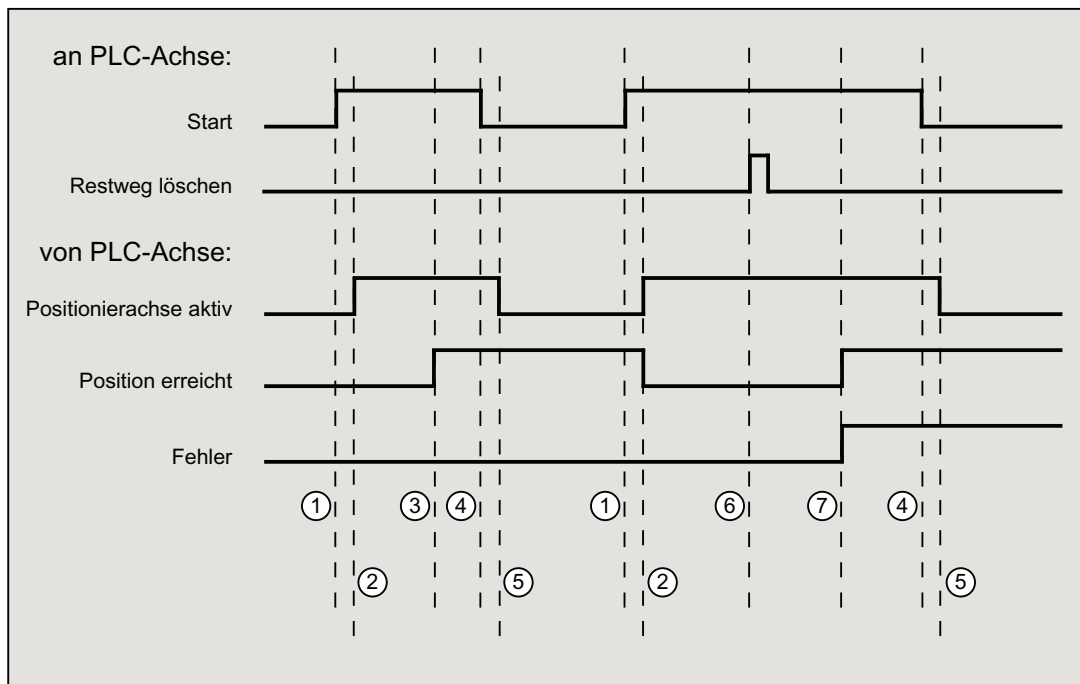 an PLC-Achse:
Start
Restweg löschen
von PLC-Achse:
Positionierachse aktiv
Position erreicht
Fehler
1 3 4 1 6 7 4
2 5 2 5